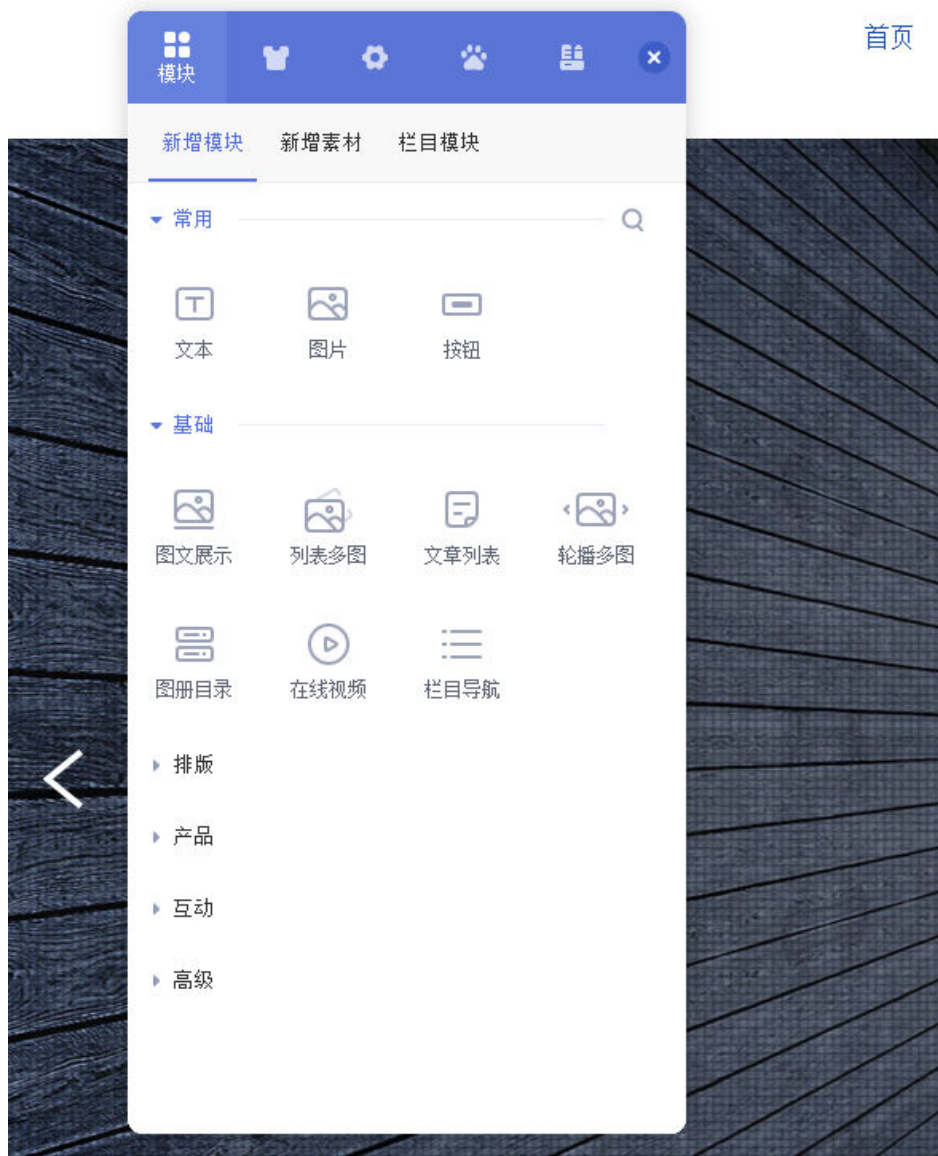 首页
模块
新增模块 新增素材 栏目模块
常用
文本 图片 按钮
基础
图文展示 列表多图 文章列表 轮播多图
图册目录 在线视频 栏目导航
排版
产品
互动
高级